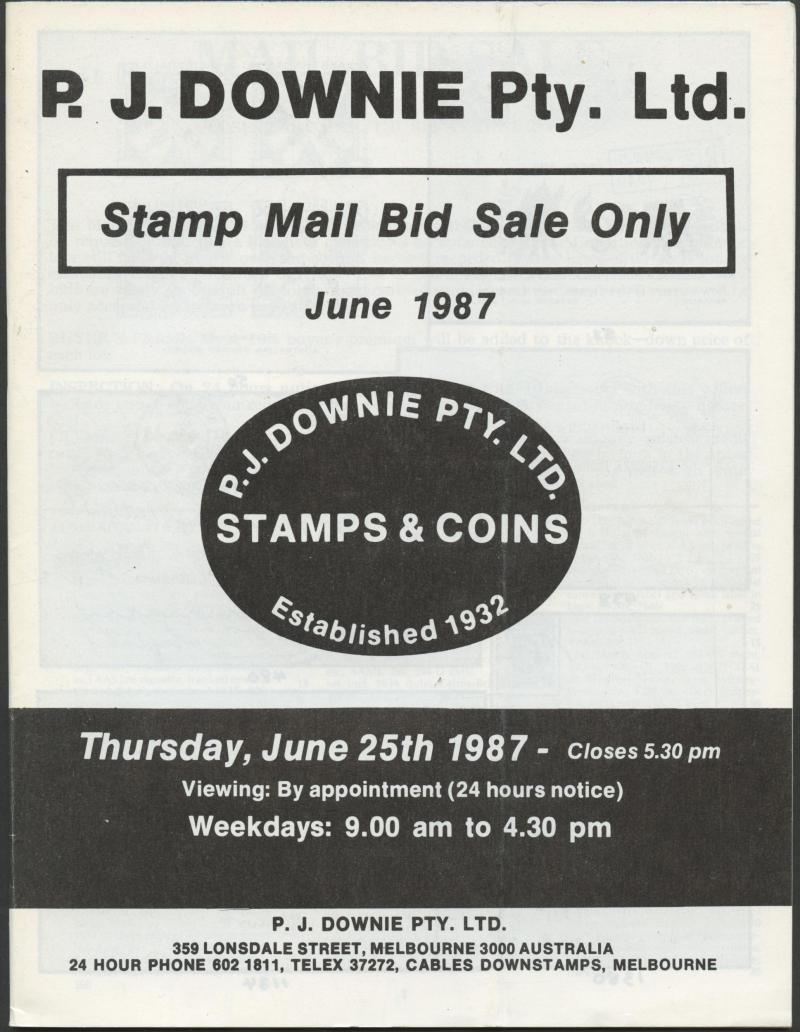 P. J. DOWNIE Pty. Ltd.
Stamp Mail Bid Sale Only
June 1987
P.J. DOWNIE PTY. LTD.
STAMPS & COINS
Established 1932
Thursday, June 25th 1987 - Closes 5.30 pm
Viewing: By appointment (24 hours notice)
Weekdays: 9.00 am to 4.30 pm
P. J. DOWNIE PTY. LTD.
359 LONSDALE STREET, MELBOURNE 3000 AUSTRALIA
24 HOUR PHONE 602 1811, TELEX 37272, CABLES DOWNSTAMPS, MELBOURNE